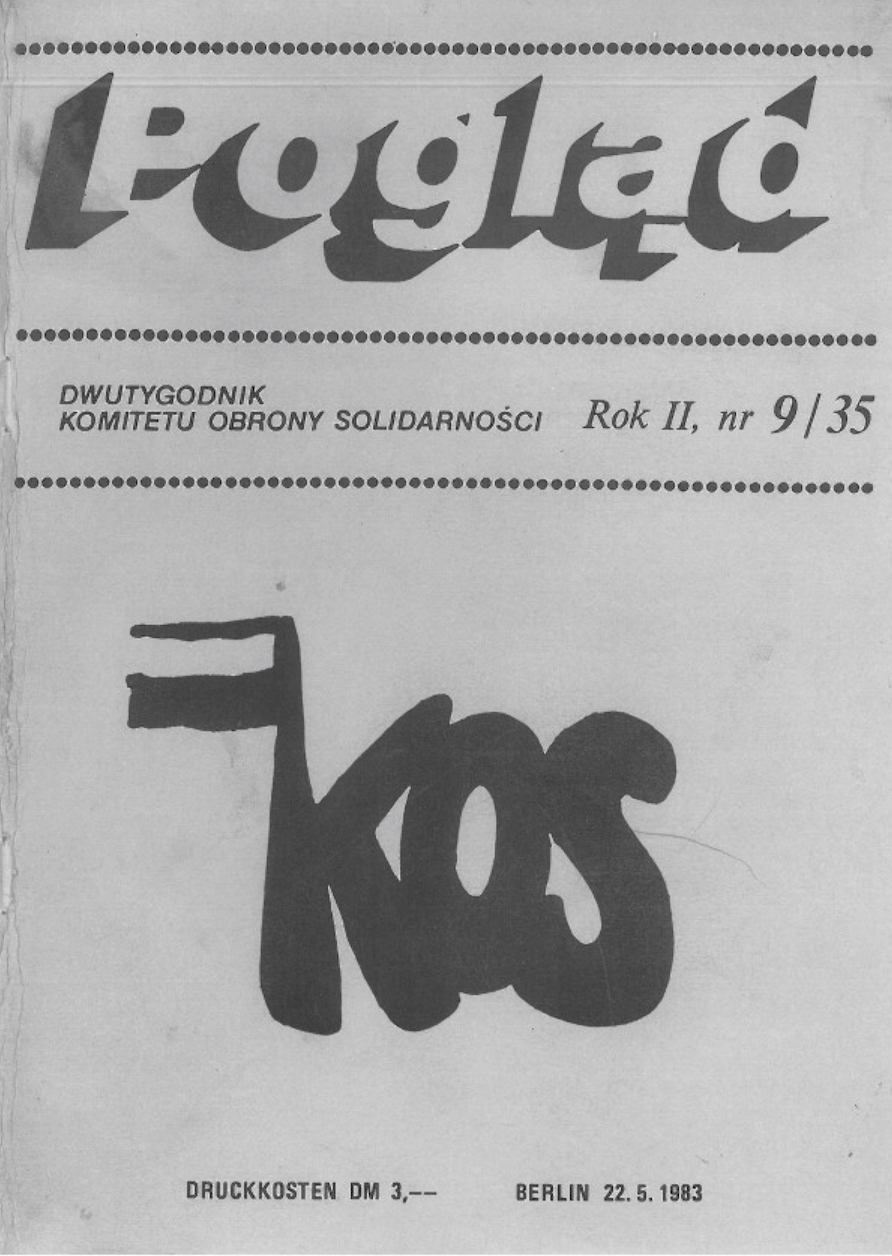 Pogląd
DWUTYGODNIK
KOMITETU OBRONY SOLIDARNOŚCI
Rok II, nr 9/35
KOS
DRUCKKOSTEN DM 3,--
BERLIN 22.5.1983